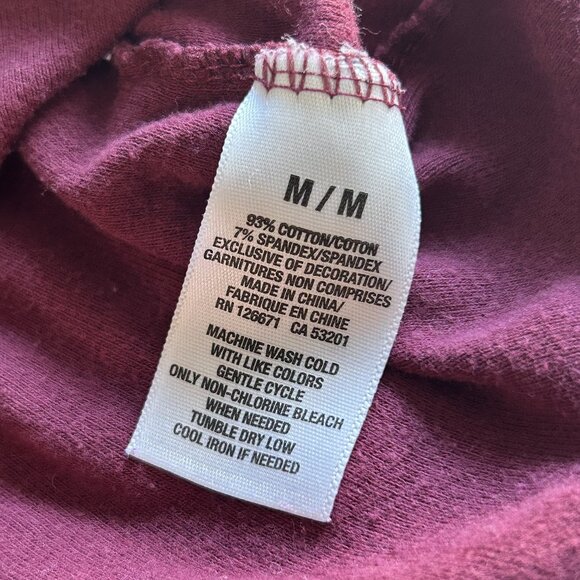 M / M
93% COTTON/COTON
7% SPANDEX/SPANDEX
EXCLUSIVE OF DECORATION/
GARNITURES NON COMPRISES
MADE IN CHINA/
FABRIQUE EN CHINE
RN 126671 CA 53201
MACHINE WASH COLD
WITH LIKE COLORS
GENTLE CYCLE
ONLY NON-CHLORINE BLEACH
WHEN NEEDED
TUMBLE DRY LOW
COOL IRON IF NEEDED